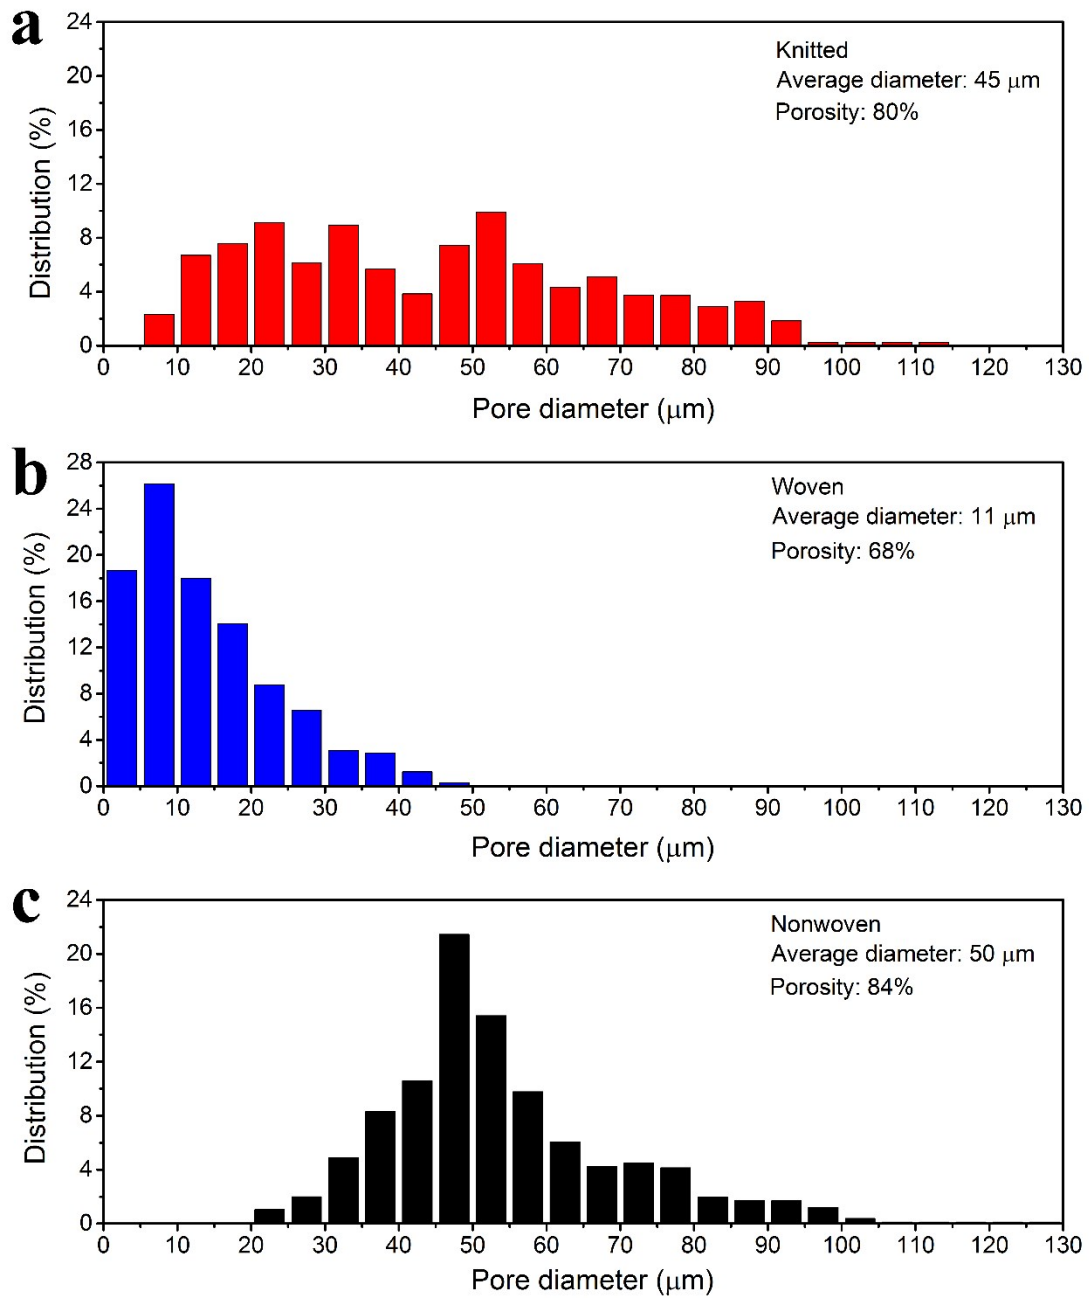 a
24
20
16
12
8
4
0
Distribution (%)
Knitted
Average diameter: 45 μm
Porosity: 80%
0 10 20 30 40 50 60 70 80 90 100 110 120 130
Pore diameter (μm)
b
28
24
20
16
12
8
4
0
Distribution (%)
Woven
Average diameter: 11 μm
Porosity: 68%
0 10 20 30 40 50 60 70 80 90 100 110 120 130
Pore diameter (μm)
c
24
20
16
12
8
4
0
Distribution (%)
Nonwoven
Average diameter: 50 μm
Porosity: 84%
0 10 20 30 40 50 60 70 80 90 100 110 120 130
Pore diameter (μm)